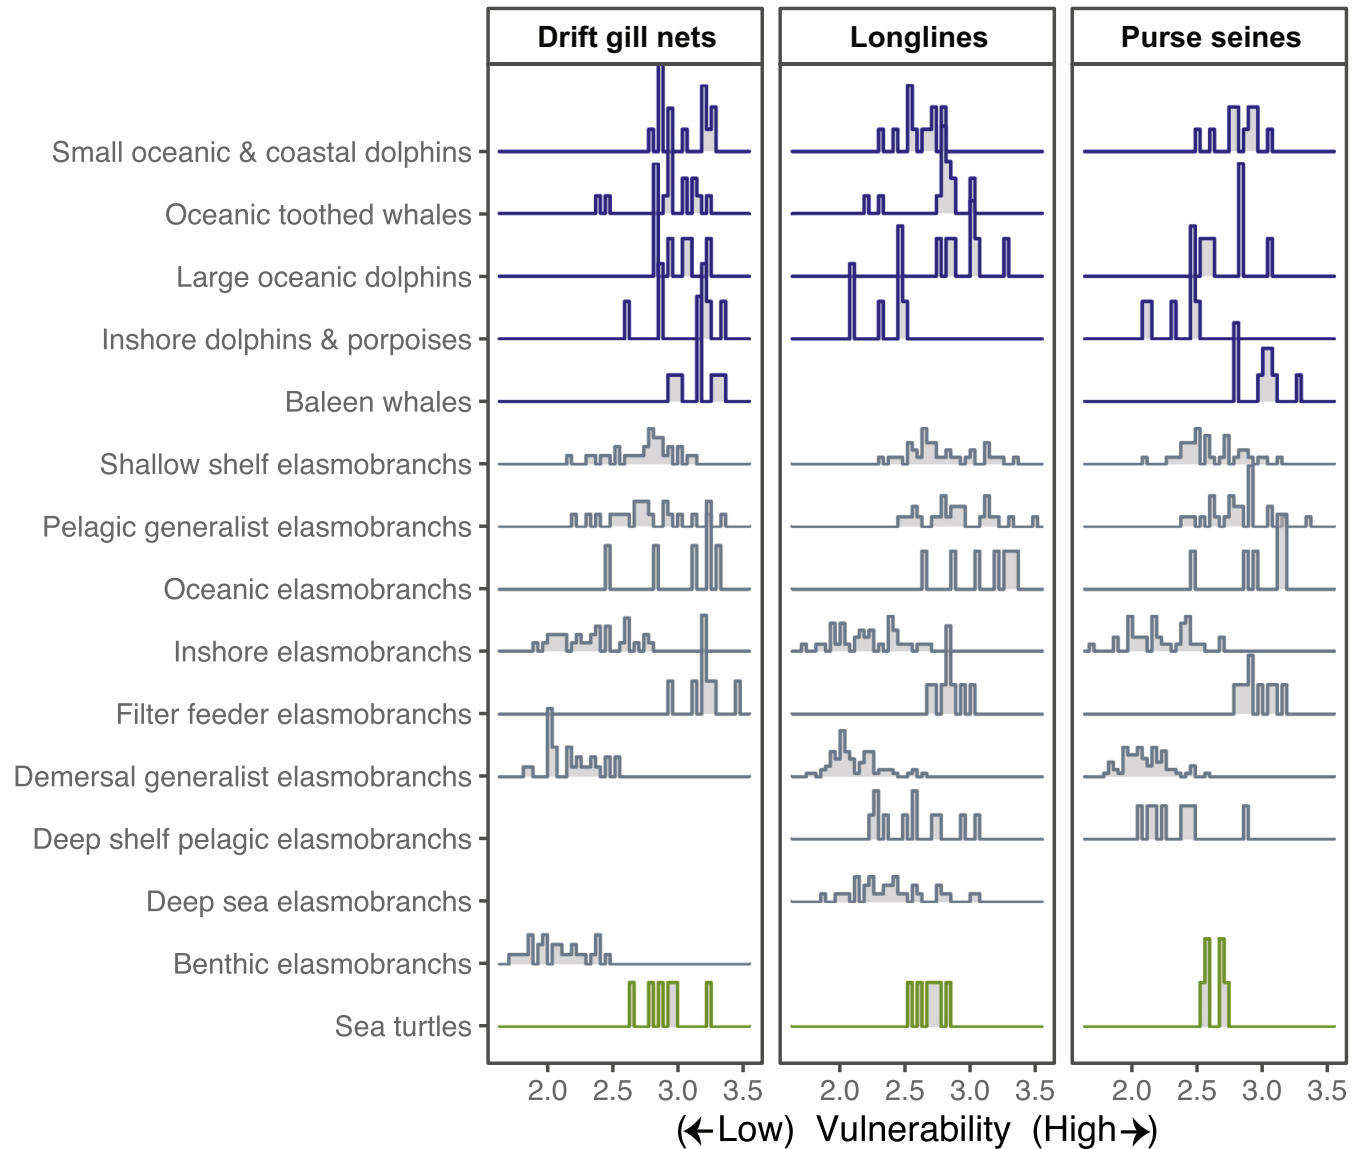 Drift gill nets Longlines Purse seines
Small oceanic & coastal dolphins
Oceanic toothed whales
Large oceanic dolphins
Inshore dolphins & porpoises
Baleen whales
Shallow shelf elasmobranchs
Pelagic generalist elasmobranchs
Oceanic elasmobranchs
Inshore elasmobranchs
Filter feeder elasmobranchs
Demersal generalist elasmobranchs
Deep shelf pelagic elasmobranchs
Deep sea elasmobranchs
Benthic elasmobranchs
Sea turtles
2.0 2.5 3.0 3.5 2.0 2.5 3.0 3.5 2.0 2.5 3.0 3.5
(←Low) Vulnerability (High→)